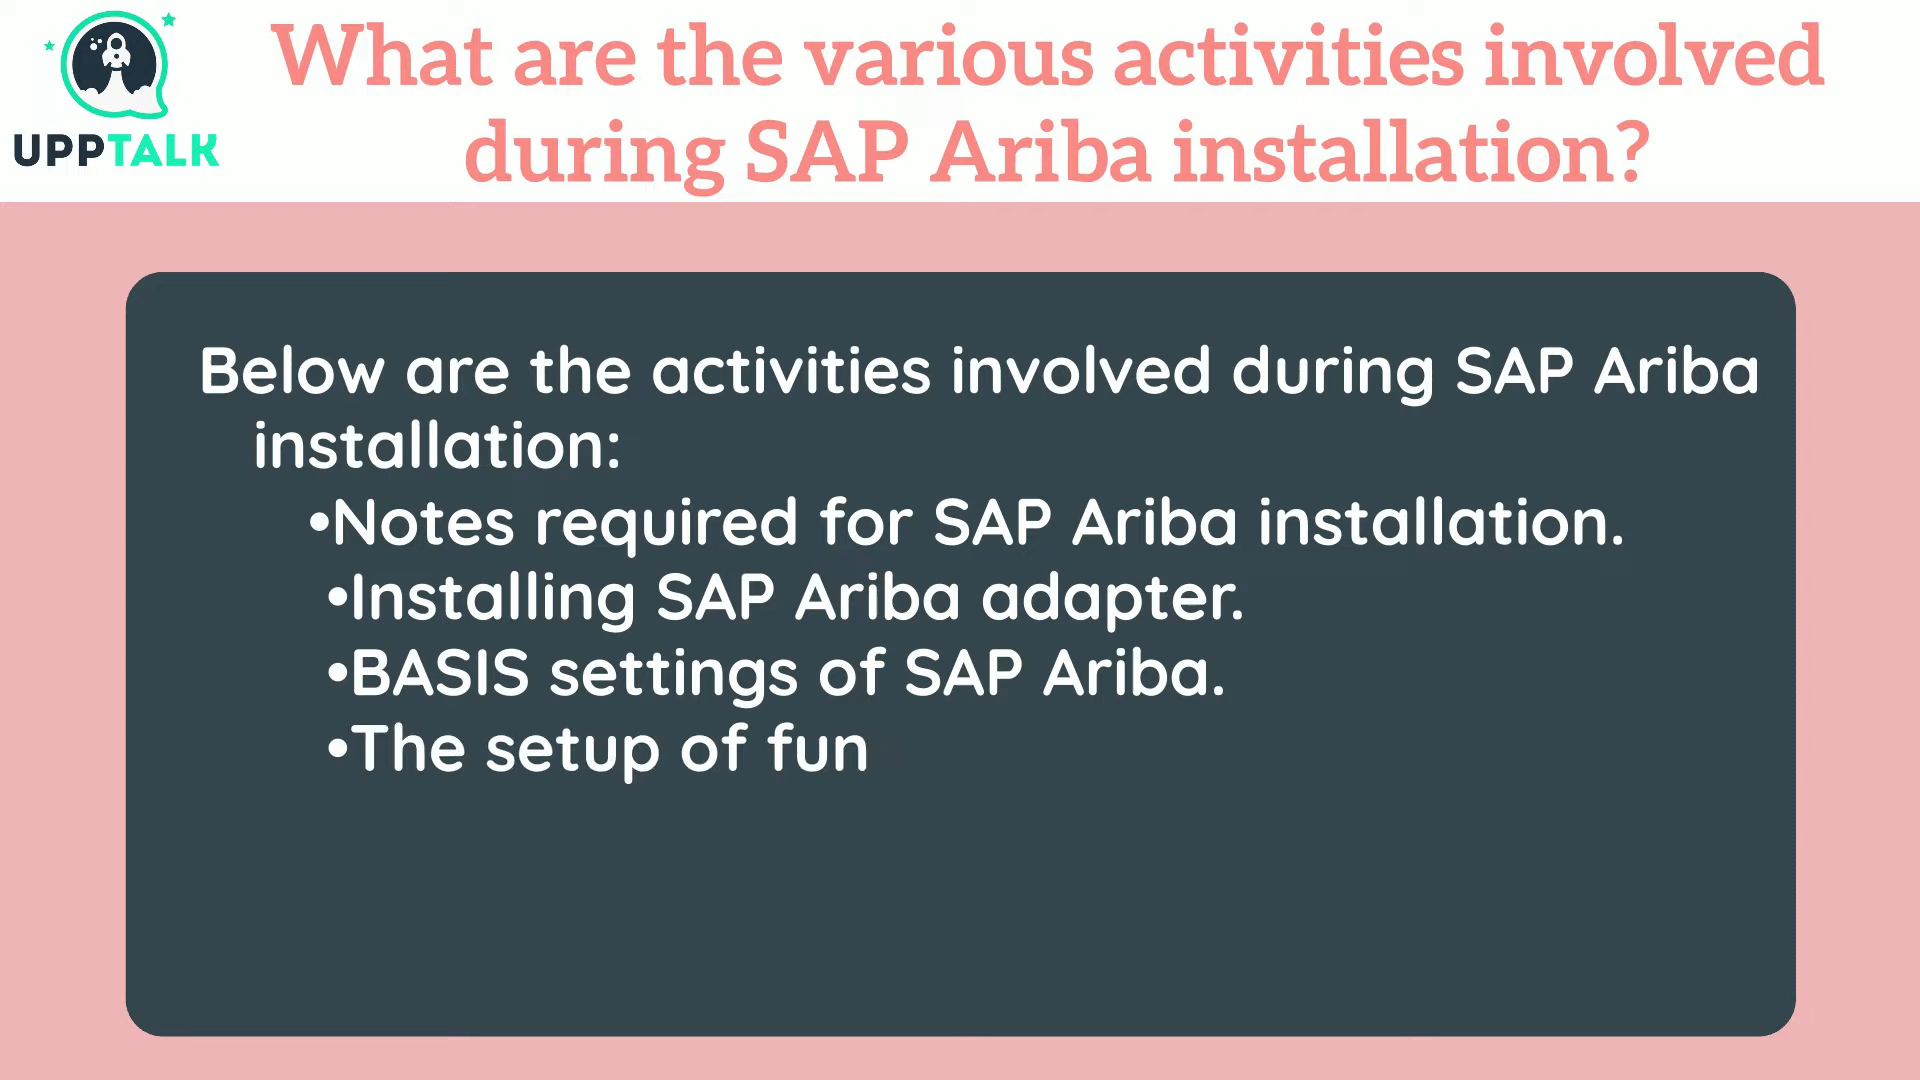 UPPTALK
What are the various activities involved
during SAP Ariba installation?
Below are the activities involved during SAP Ariba
installation:
•Notes required for SAP Ariba installation.
•Installing SAP Ariba adapter.
•BASIS settings of SAP Ariba.
•The setup of fun